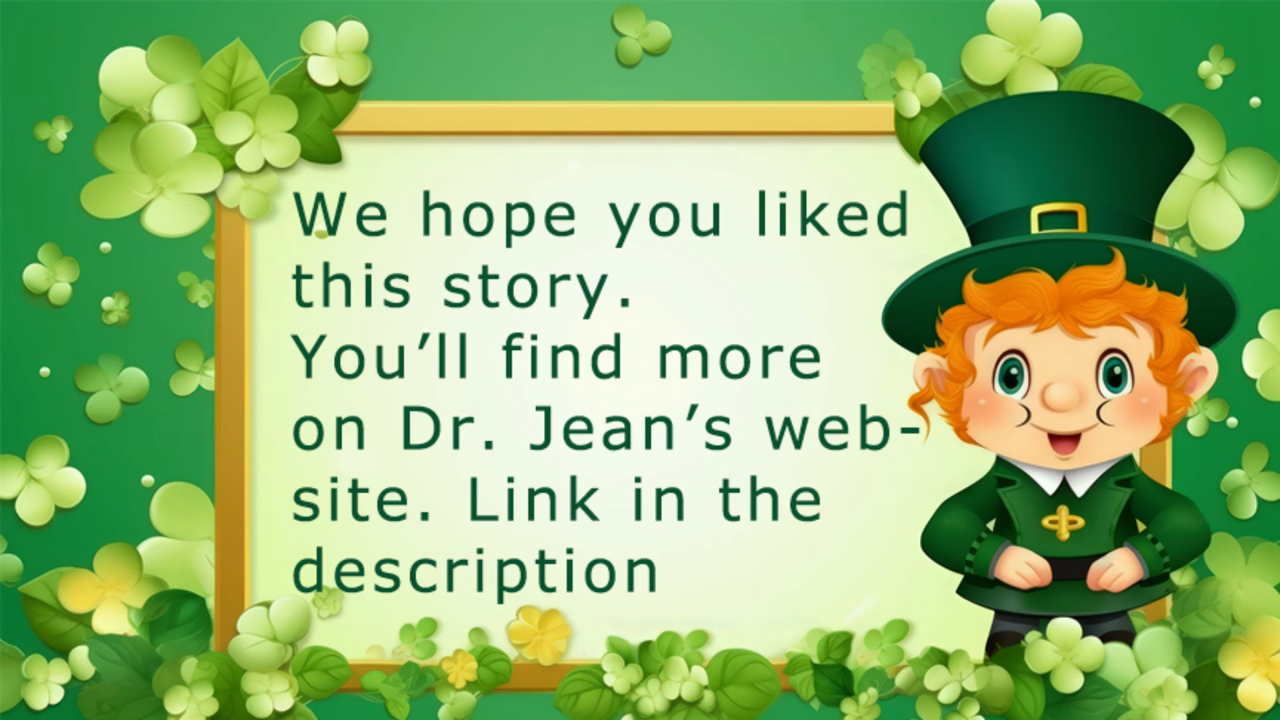 We hope you liked
this story.
You’ll find more
on Dr. Jean’s web-
site. Link in the
description